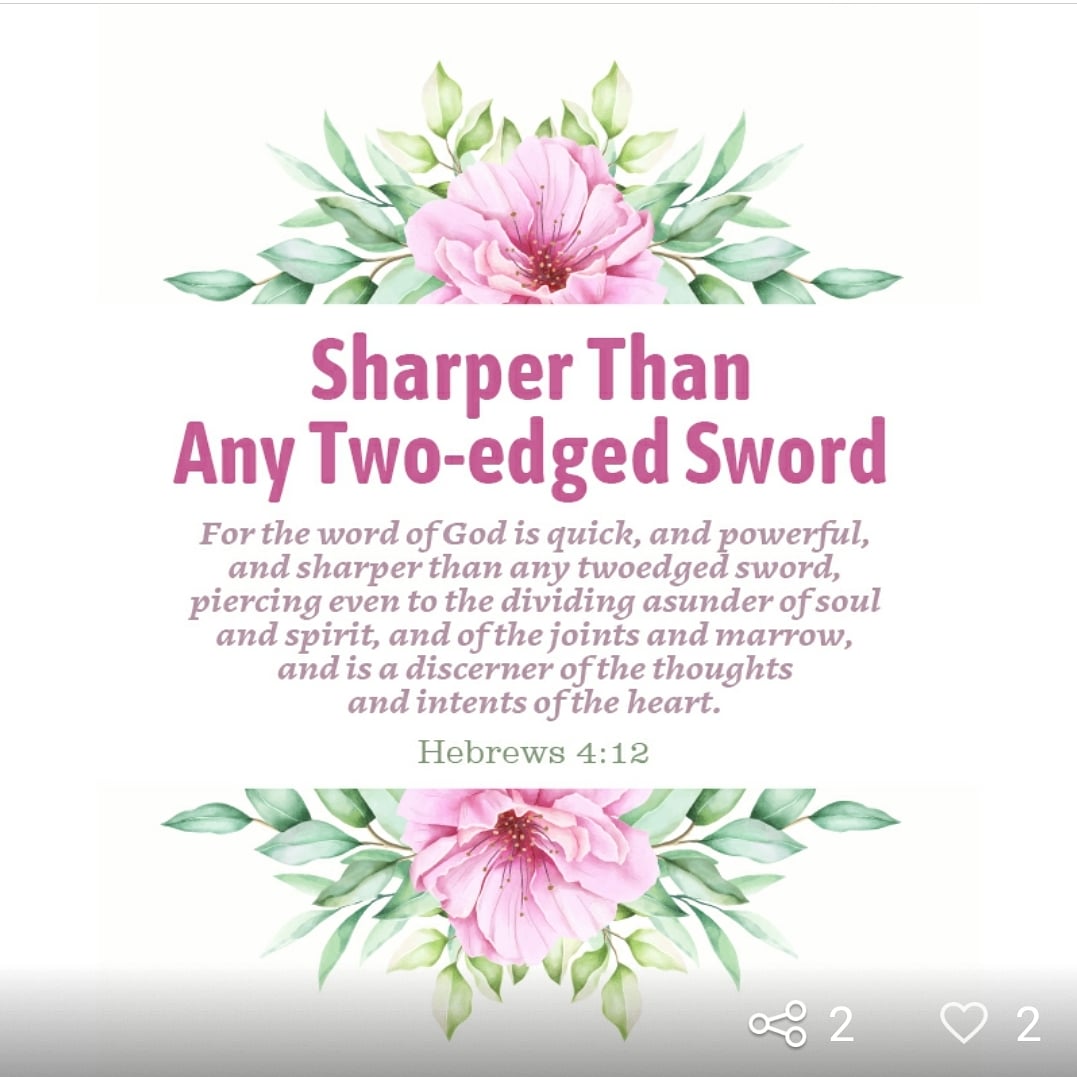 Sharper Than
Any Two-edged Sword
For the word of God is quick, and powerful,
and sharper than any twoedged sword,
piercing even to the dividing asunder of soul
and spirit, and of the joints and marrow,
and is a discerner of the thoughts
and intents of the heart.
Hebrews 4:12
2 2